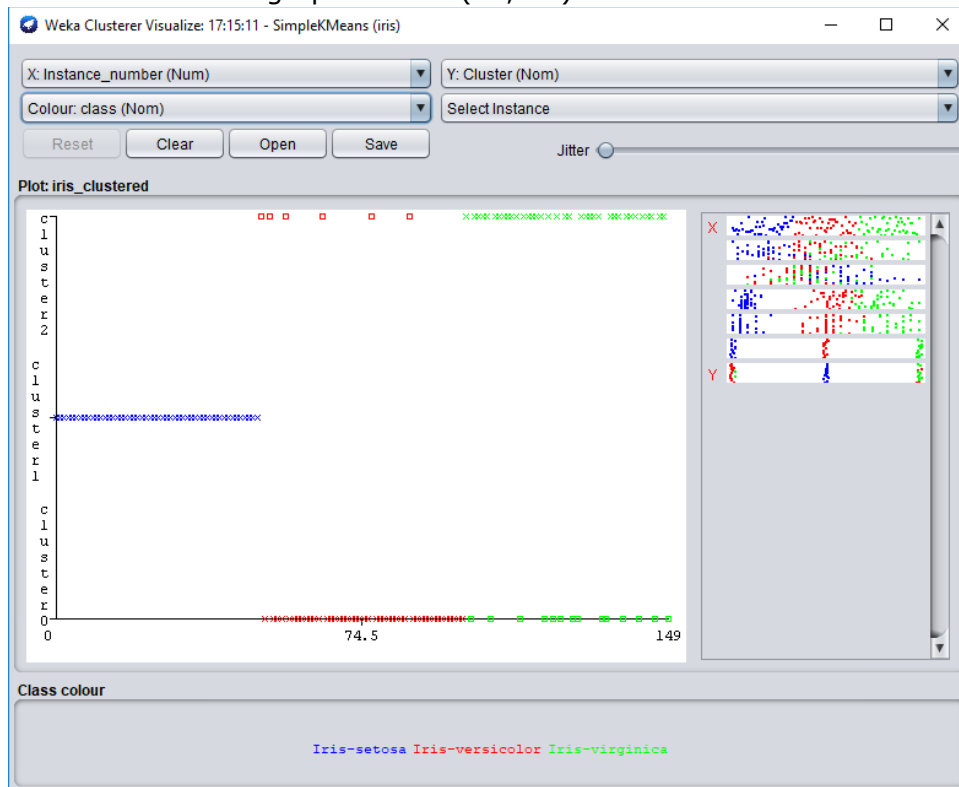 Weka Clusterer Visualize: 17:15:11 - SimpleKMeans (iris)
X: Instance_number (Num)
Y: Cluster (Nom)
Colour: class (Nom)
Select Instance
Reset
Clear
Open
Save
Jitter
Plot: iris_clustered
cluster2
cluster1
cluster0
0
74.5
149
X
Y
Class colour
Iris-setosa Iris-versicolor Iris-virginica